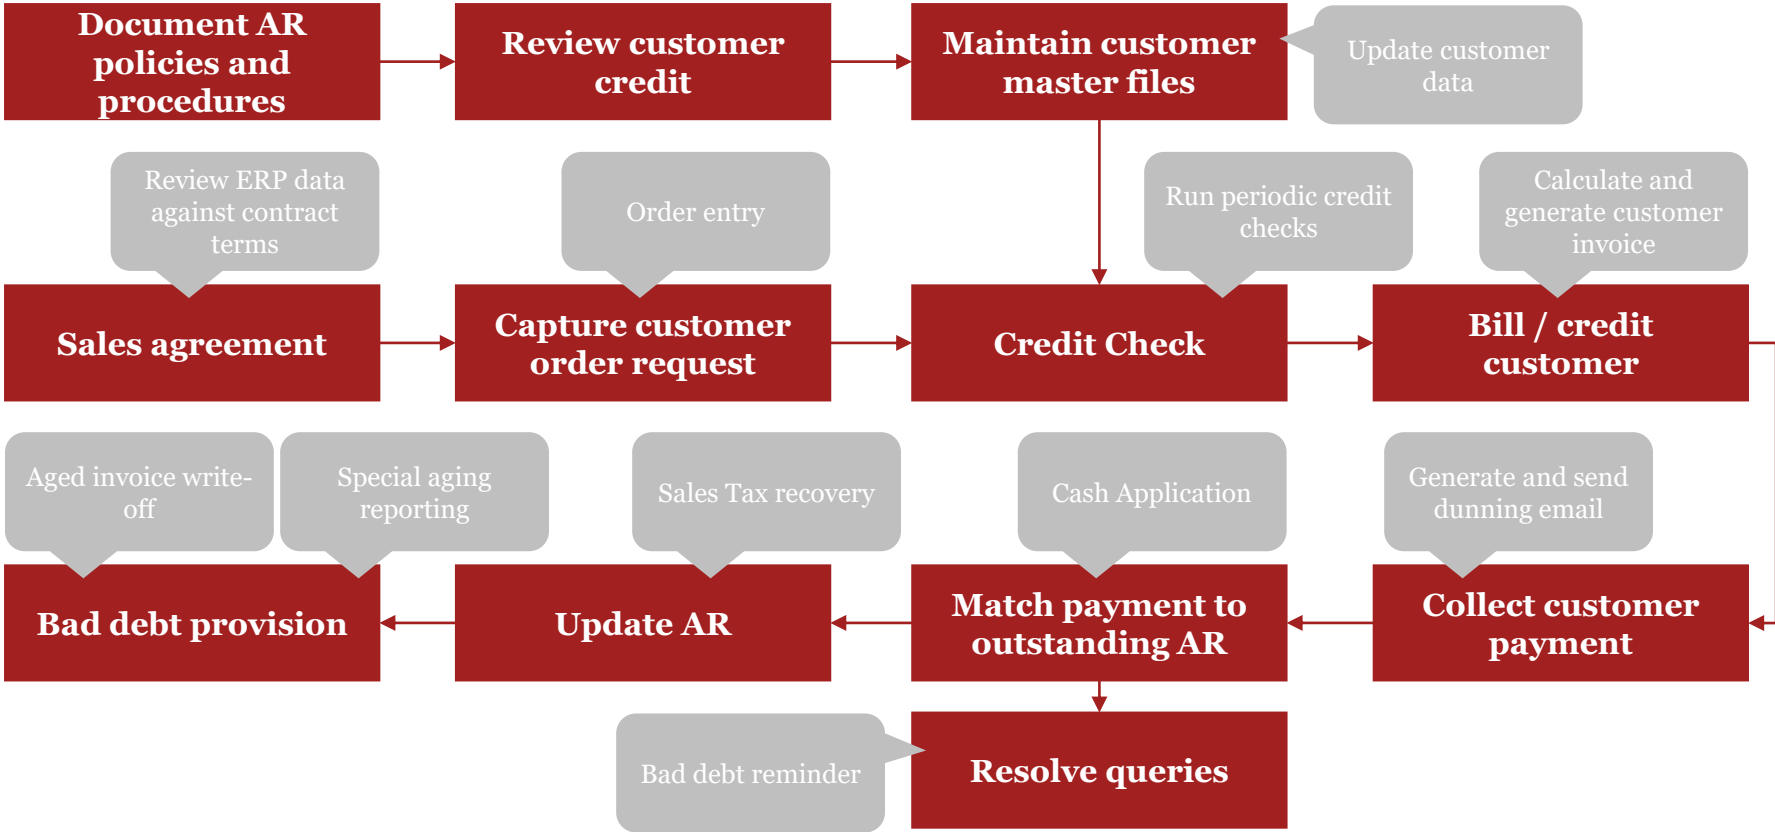 Document AR
policies and
procedures
Review customer
credit
Maintain customer
master files
Update customer
data
Review ERP data
against contract
terms
Order entry
Run periodic credit
checks
Calculate and
generate customer
invoice
Sales agreement
Capture customer
order request
Credit Check
Bill / credit
customer
Aged invoice write-
off
Special aging
reporting
Sales Tax recovery
Cash Application
Generate and send
dunning email
Bad debt provision
Update AR
Match payment to
outstanding AR
Collect customer
payment
Bad debt reminder
Resolve queries